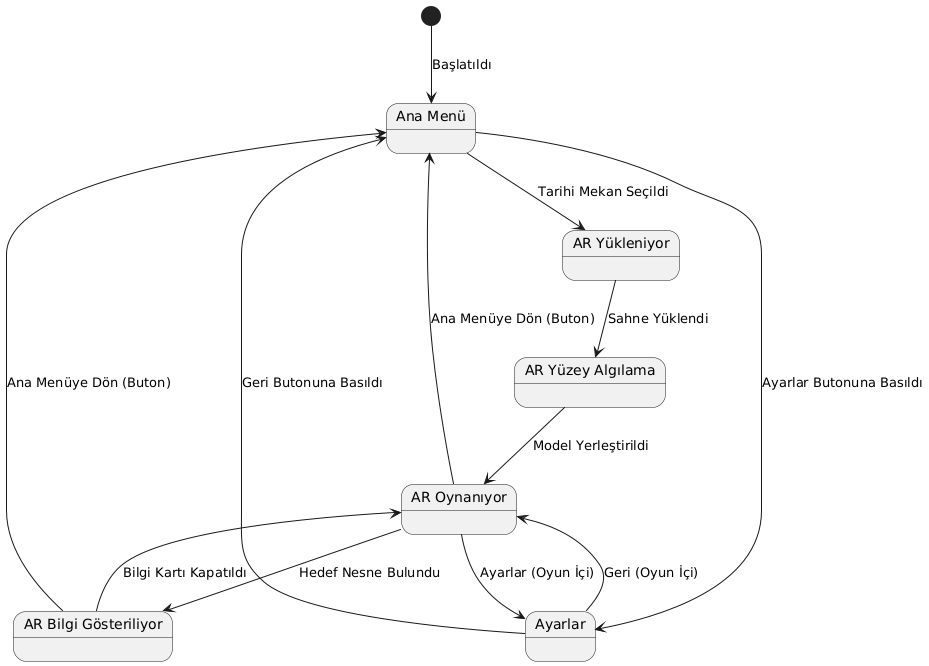 Başlatıldı
Ana Menü
Tarihi Mekan Seçildi
AR Yükleniyor
Ana Menüye Dön (Buton)
Sahne Yüklendi
AR Yüzey Algılama
Ana Menüye Dön (Buton)
Geri Butonuna Basıldı
Ayarlar Butonuna Basıldı
Model Yerleştirildi
AR Oynanıyor
Bilgi Kartı Kapatıldı
Hedef Nesne Bulundu
Ayarlar (Oyun İçi)
Geri (Oyun İçi)
AR Bilgi Gösteriliyor
Ayarlar